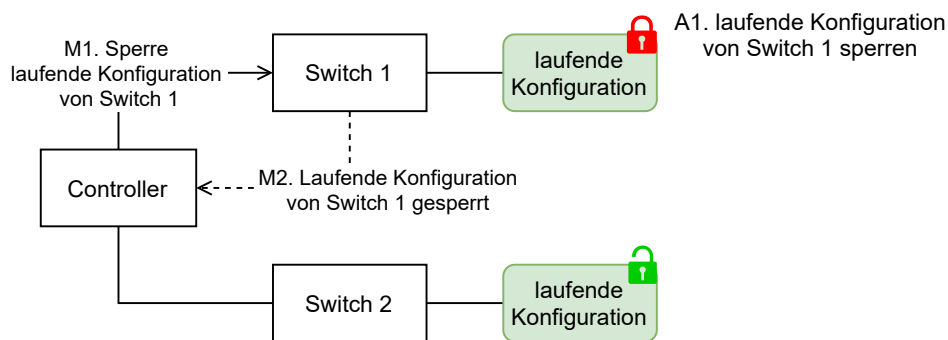 M1. Sperre
laufende Konfiguration
von Switch 1
Switch 1
laufende
Konfiguration
A1. laufende Konfiguration
von Switch 1 sperren
Controller
M2. Laufende Konfiguration
von Switch 1 gesperrt
Switch 2
laufende
Konfiguration